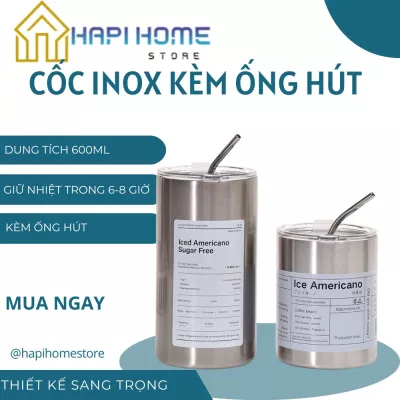 HAPI HOME
STORE
CỐC INOX KÈM ỐNG HÚT
DUNG TÍCH 600ML
GIỮ NHIỆT TRONG 6-8 GIỜ
KÈM ỐNG HÚT
MUA NGAY
@hapihomestore
THIẾT KẾ SANG TRỌNG
Iced Americano
Sugar Free
Ice Americano